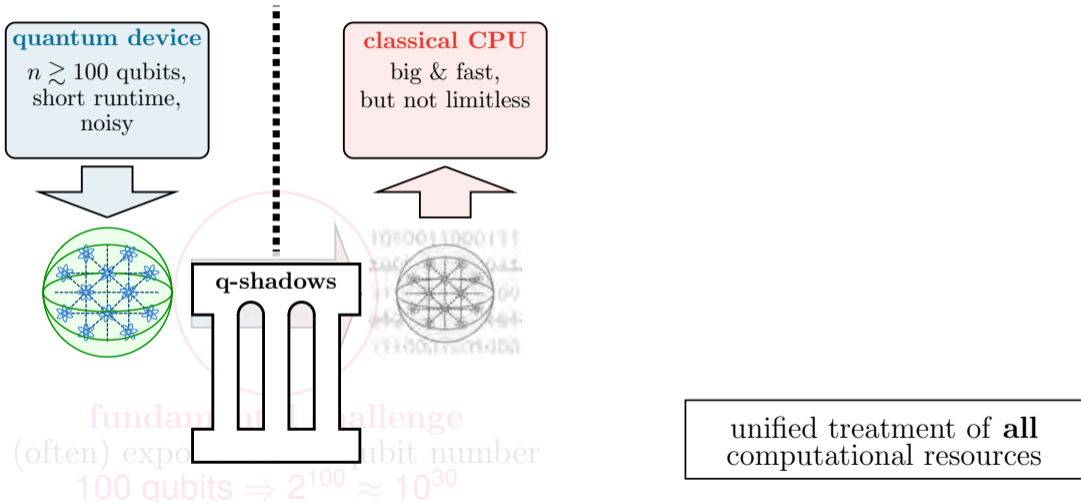 quantum device
n ≳ 100 qubits,
short runtime,
noisy
classical CPU
big & fast,
but not limitless
q-shadows
challenge
(often) qubit number
100 qubits ⇒ 2^100 ≈ 10^30
unified treatment of all
computational resources